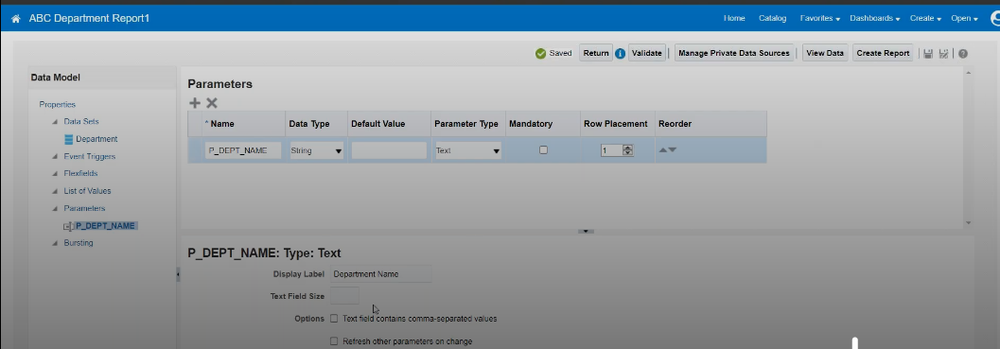 ABC Department Report1 Home Catalog Favorites Dashboards Create Open
Saved Return Validate Manage Private Data Sources View Data Create Report
Data Model
Properties
Data Sets
Department
Event Triggers
Flexfields
List of Values
Parameters
P_DEPT_NAME
Bursting
Parameters
Name Data Type Default Value Parameter Type Mandatory Row Placement Reorder
P_DEPT_NAME String Text 1
P_DEPT_NAME: Type: Text
Display Label Department Name
Text Field Size
Options Text field contains comma-separated values
Refresh other parameters on change